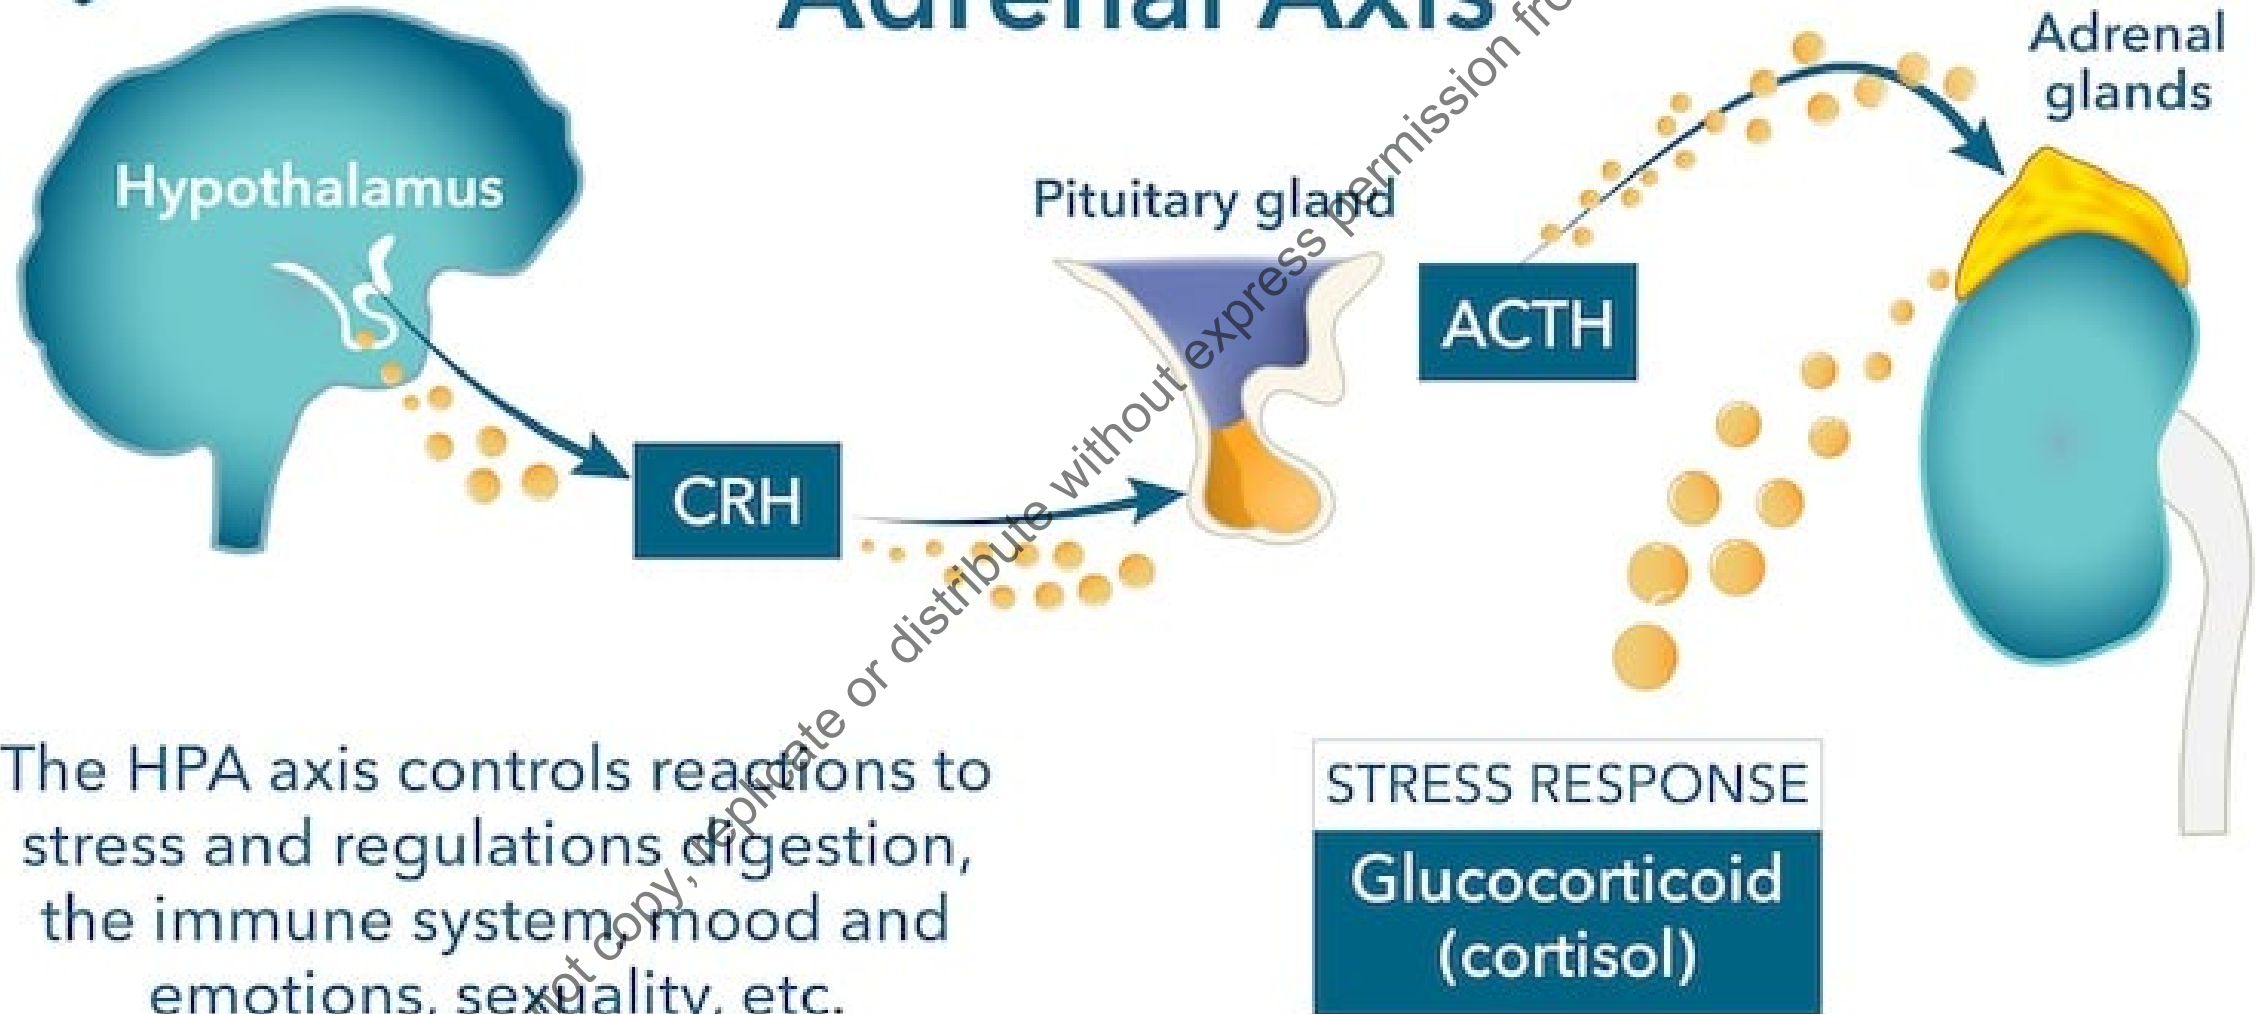 Adrenal Axis
Adrenal
glands
Hypothalamus
Pituitary gland
ACTH
CRH
The HPA axis controls reactions to
stress and regulations digestion,
the immune system, mood and
emotions, sexuality, etc.
STRESS RESPONSE
Glucocorticoid
(cortisol)
not copy, replicate or distribute without express permission from